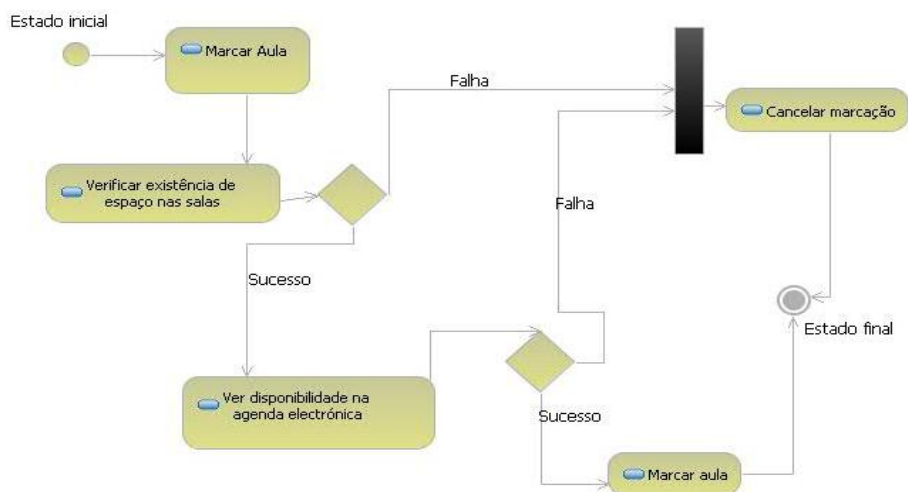 Estado inicial
Marcar Aula
Falha
Cancelar marcação
Verificar existência de
espaço nas salas
Falha
Sucesso
Estado final
Ver disponibilidade na
agenda electrónica
Sucesso
Marcar aula